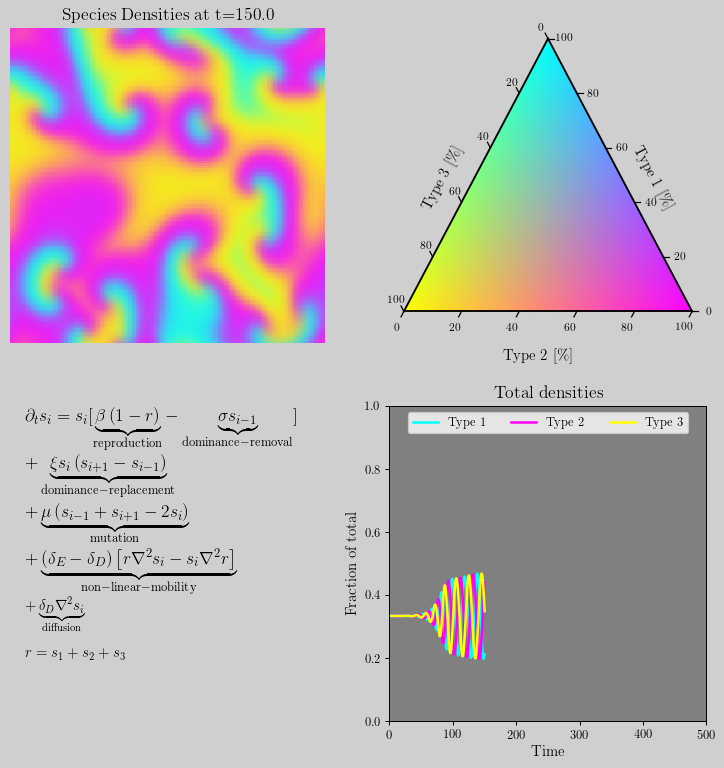 Species Densities at t=150.0
0
100
20
80
40
60
Type 3 [%]
Type 1 [%]
60
40
80
20
100
0
0
20
40
60
80
100
Type 2 [%]
∂ₜsᵢ = sᵢ[ β (1 − r) − σsᵢ₋₁ ]
reproduction dominance−removal
+ ξsᵢ (sᵢ₊₁ − sᵢ₋₁)
dominance−replacement
+ μ (sᵢ₋₁ + sᵢ₊₁ − 2sᵢ)
mutation
+ (δ_E − δ_D) [r∇²sᵢ − sᵢ∇²r]
non−linear−mobility
+ δ_D∇²sᵢ
diffusion
r = s₁ + s₂ + s₃
Total densities
1.0
Type 1 Type 2 Type 3
0.8
0.6
0.4
0.2
0.0
Fraction of total
0 100 200 300 400 500
Time